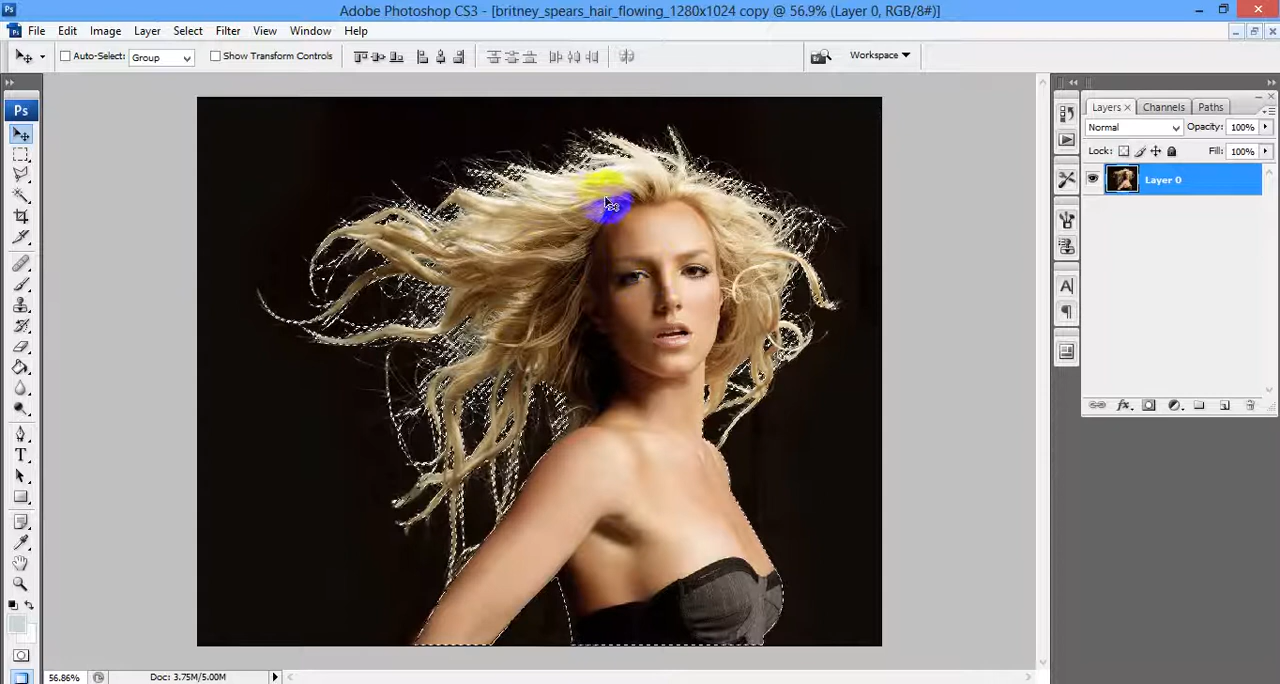 Ps Adobe Photoshop CS3 - [britney_spears_hair_flowing_1280x1024 copy @ 56.9% (Layer 0, RGB/8#)]
File Edit Image Layer Select Filter View Window Help
Auto-Select: Group Show Transform Controls Workspace
Ps
Layers Channels Paths
Normal Opacity: 100%
Lock: Fill: 100%
Layer 0
A
T
fx
56.86% Doc: 3.75M/5.00M